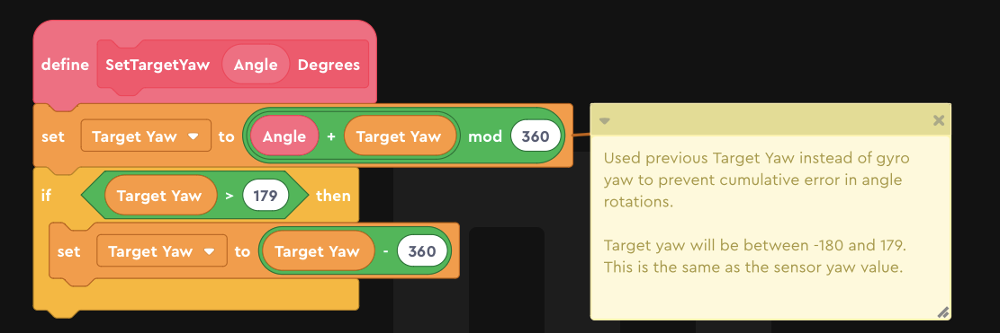 define SetTargetYaw Angle Degrees
set Target Yaw to Angle + Target Yaw mod 360
if Target Yaw > 179 then
set Target Yaw to Target Yaw - 360
Used previous Target Yaw instead of gyro
yaw to prevent cumulative error in angle
rotations.
Target yaw will be between -180 and 179.
This is the same as the sensor yaw value.